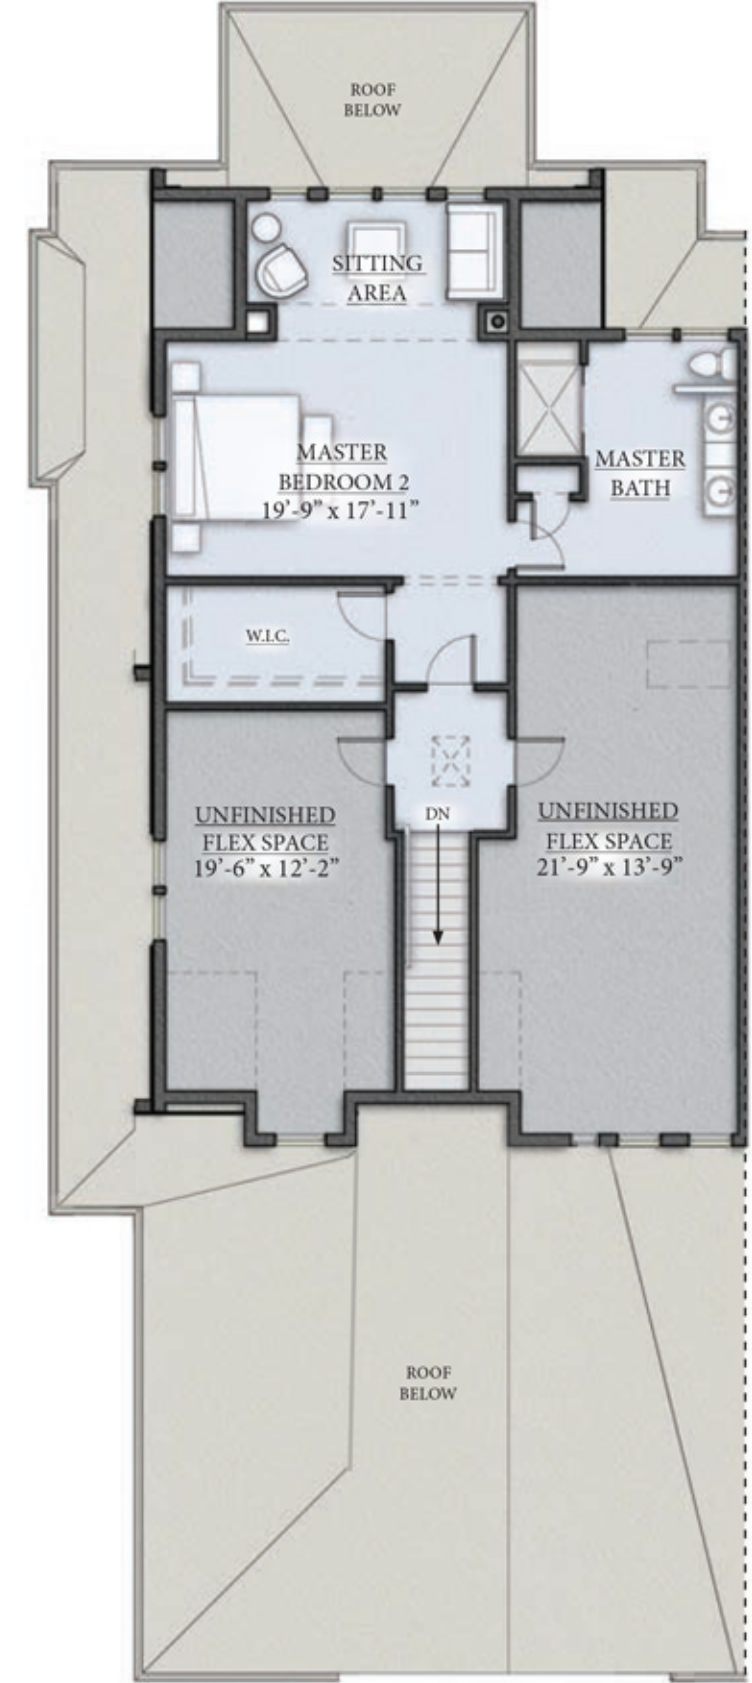 ROOF
BELOW
SITTING
AREA
MASTER
BEDROOM 2
19’-9” x 17’-11”
MASTER
BATH
W.I.C.
DN
UNFINISHED
FLEX SPACE
19’-6” x 12’-2”
UNFINISHED
FLEX SPACE
21’-9” x 13’-9”
ROOF
BELOW